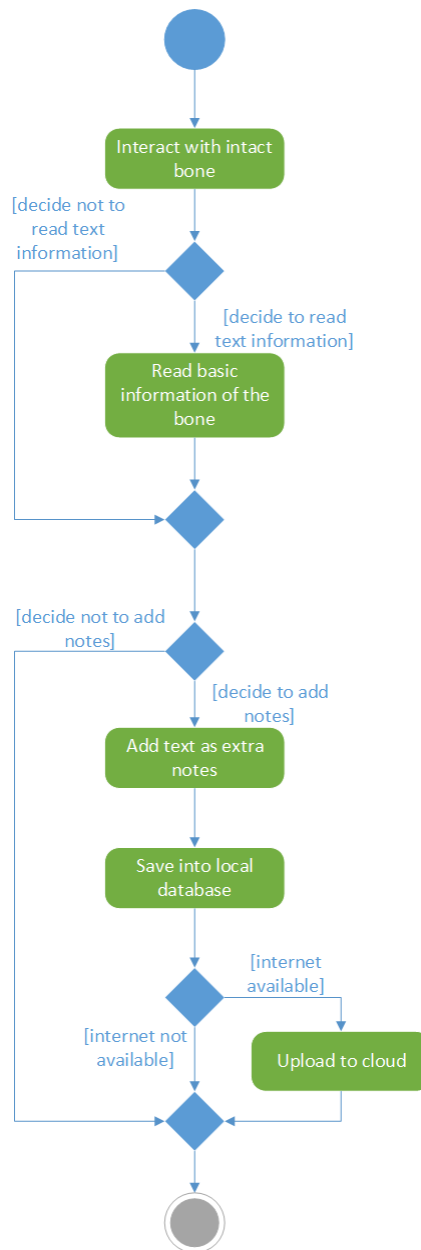 Interact with intact
bone
[decide not to
read text
information]
[decide to read
text information]
Read basic
information of the
bone
[decide not to add
notes]
[decide to add
notes]
Add text as extra
notes
Save into local
database
[internet
available]
[internet not
available]
Upload to cloud